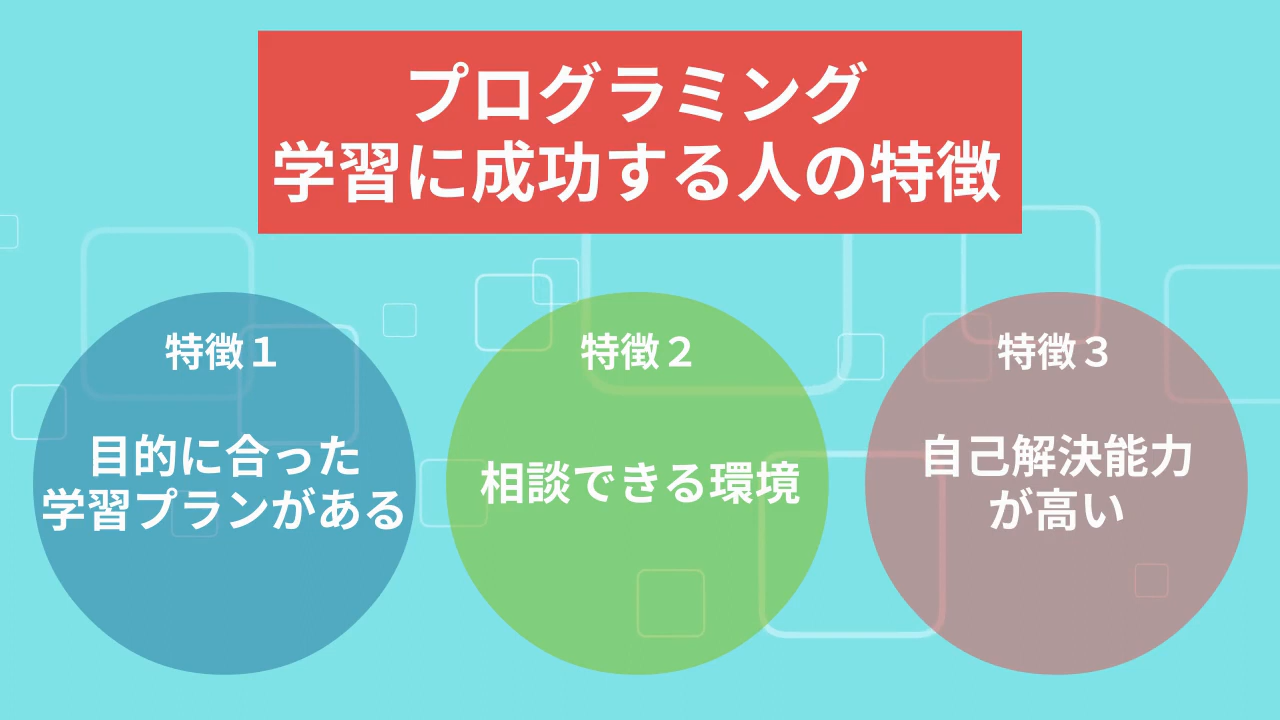 プログラミング
学習に成功する人の特徴
特徴１
目的に合った
学習プランがある
特徴２
相談できる環境
特徴３
自己解決能力
が高い